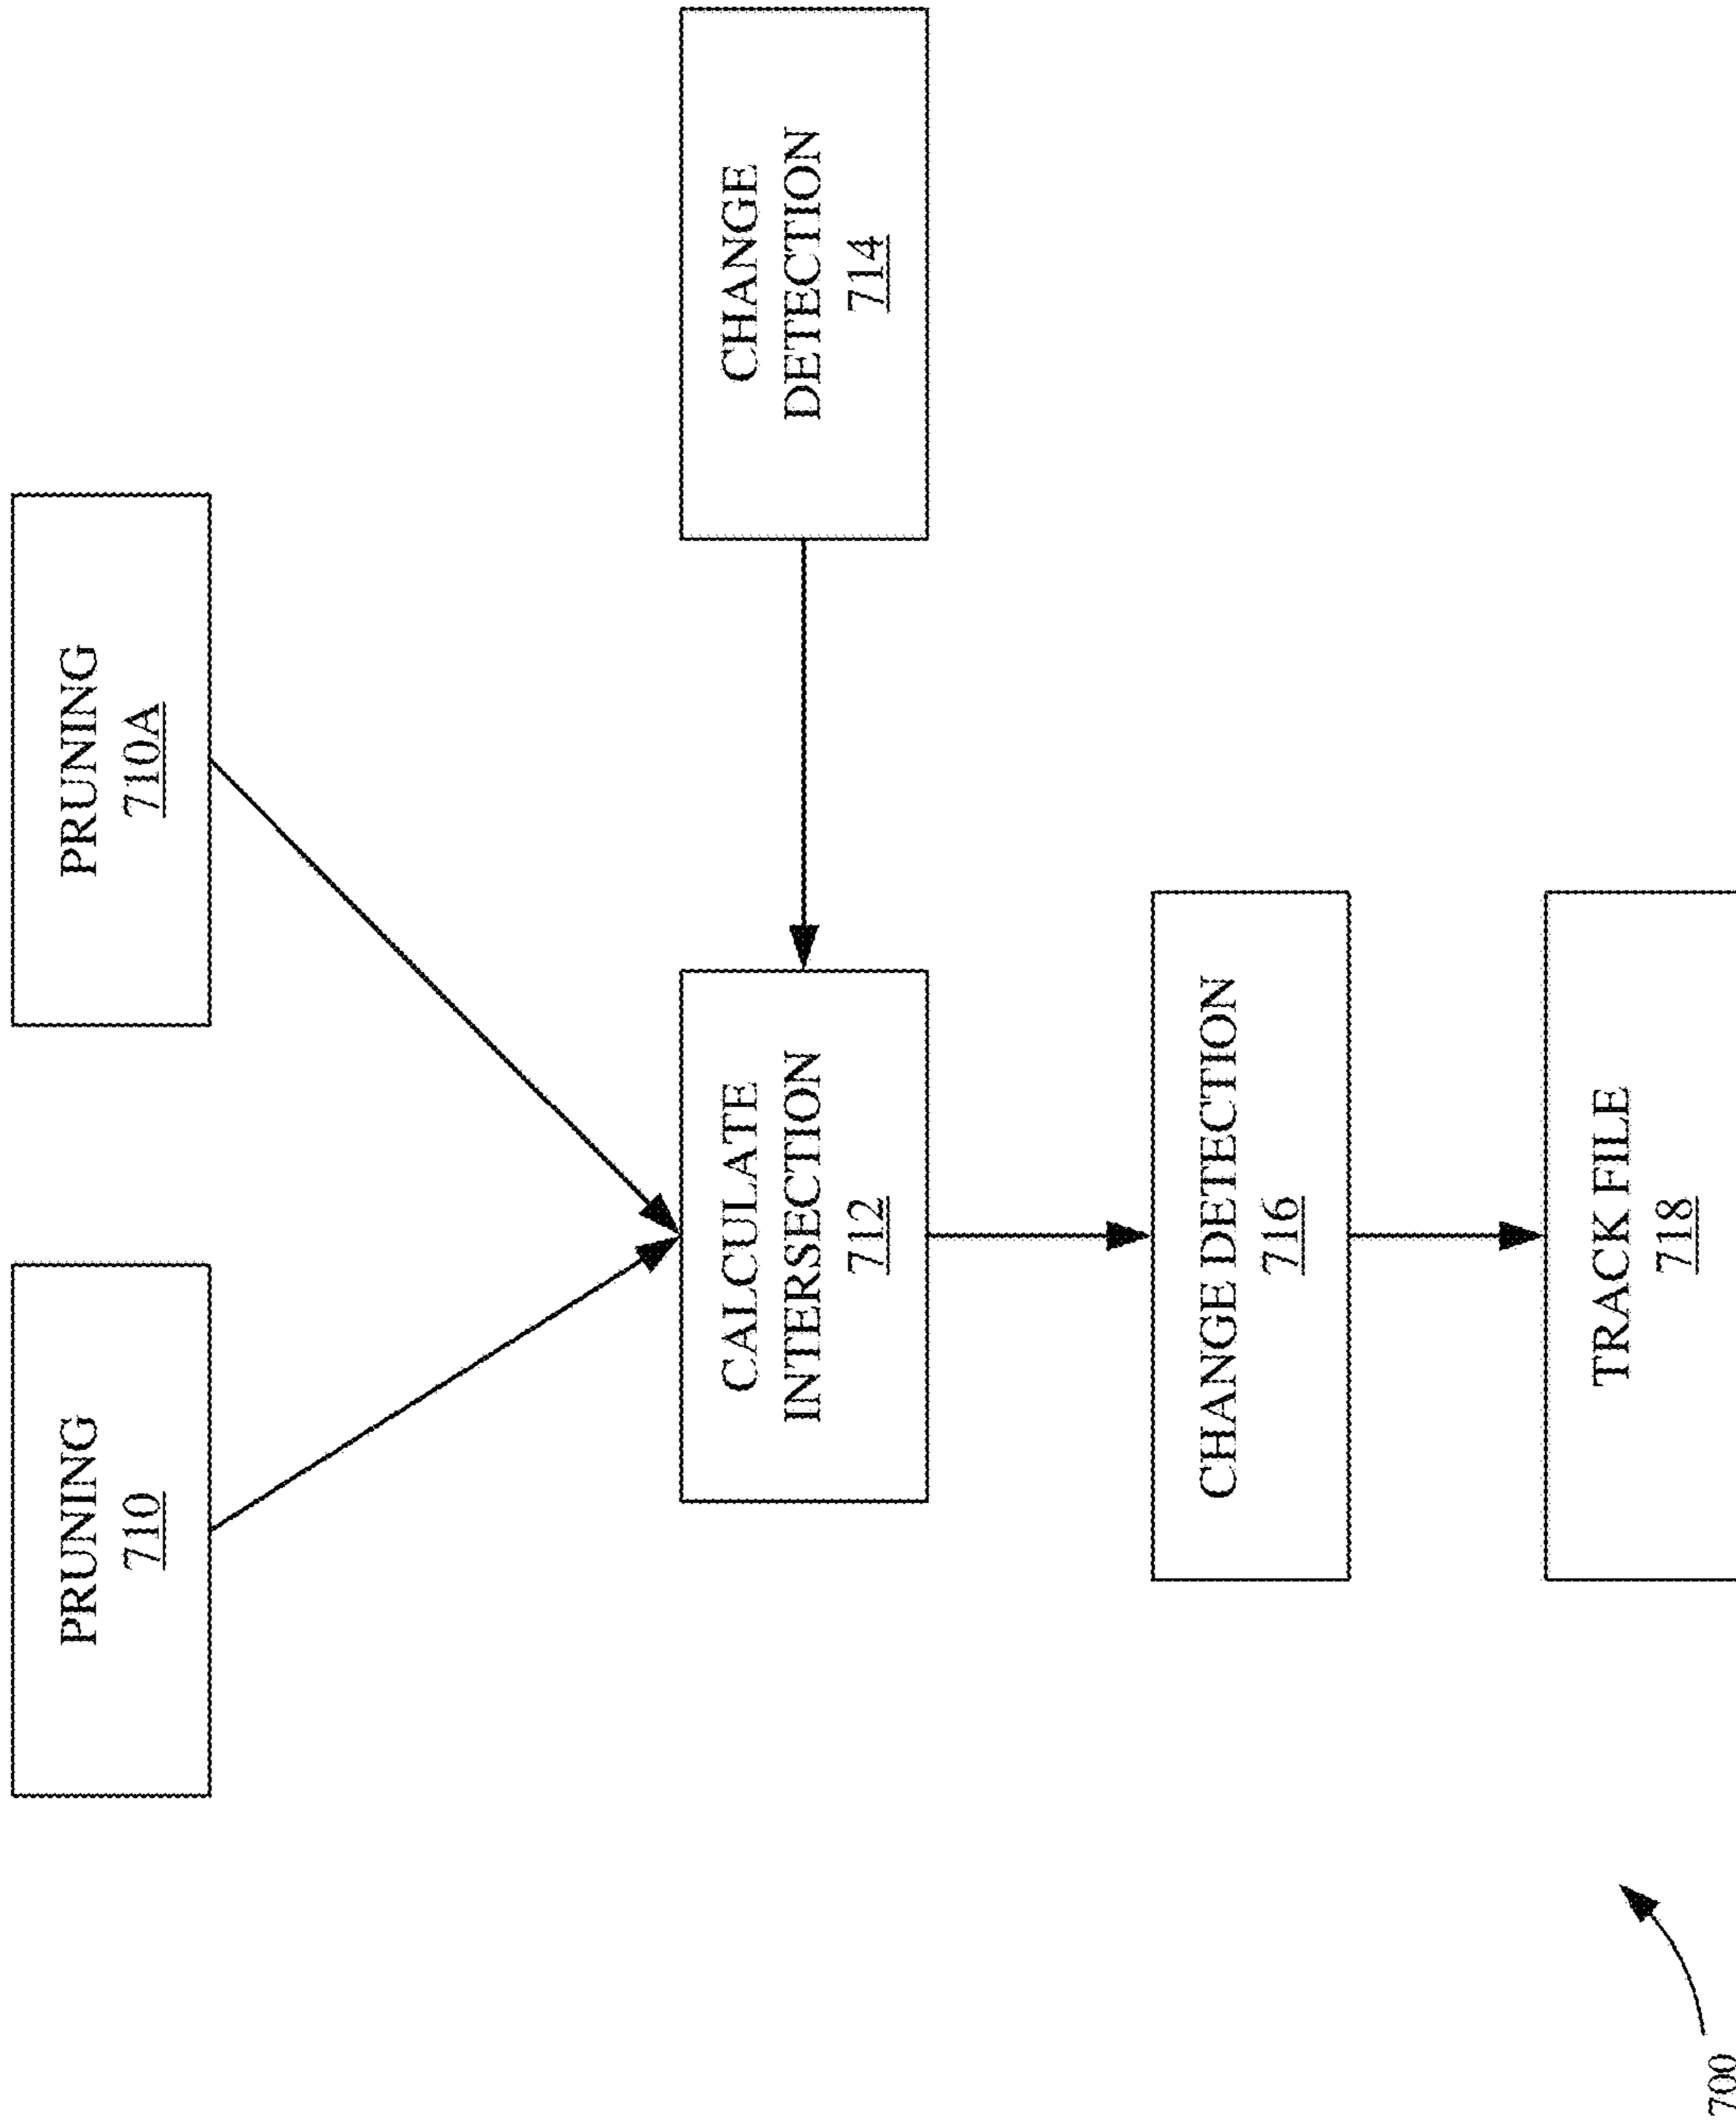 PRUNING
710
PRUNING
710A
CALCULATE
INTERSECTION
712
CHANGE
DETECTION
714
CHANGE DETECTION
716
TRACK FILE
718
700